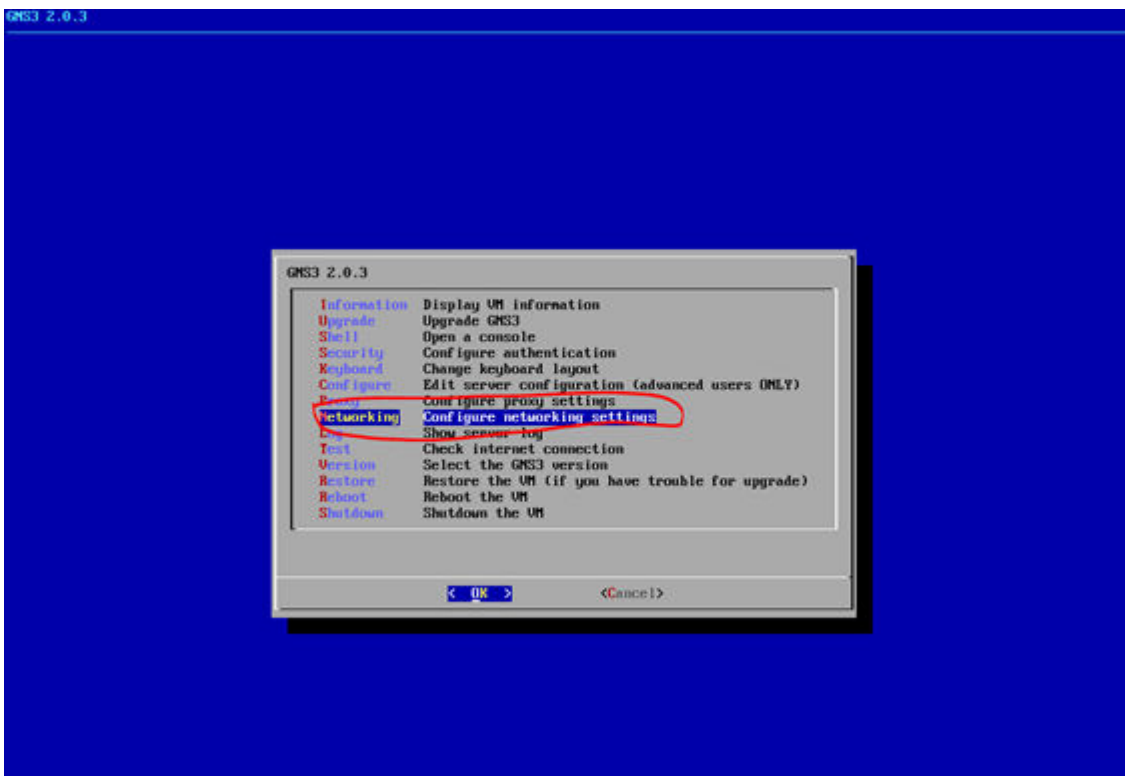 GNS3 2.0.3
GNS3 2.0.3
Information Display VM information
Upgrade Upgrade GNS3
Shell Open a console
Security Configure authentication
Keyboard Change keyboard layout
Configure Edit server configuration (advanced users ONLY)
Proxy Configure proxy settings
Networking Configure networking settings
Log Show server log
Test Check internet connection
Version Select the GNS3 version
Restore Restore the VM (if you have trouble for upgrade)
Reboot Reboot the VM
Shutdown Shutdown the VM
< OK > <Cancel>